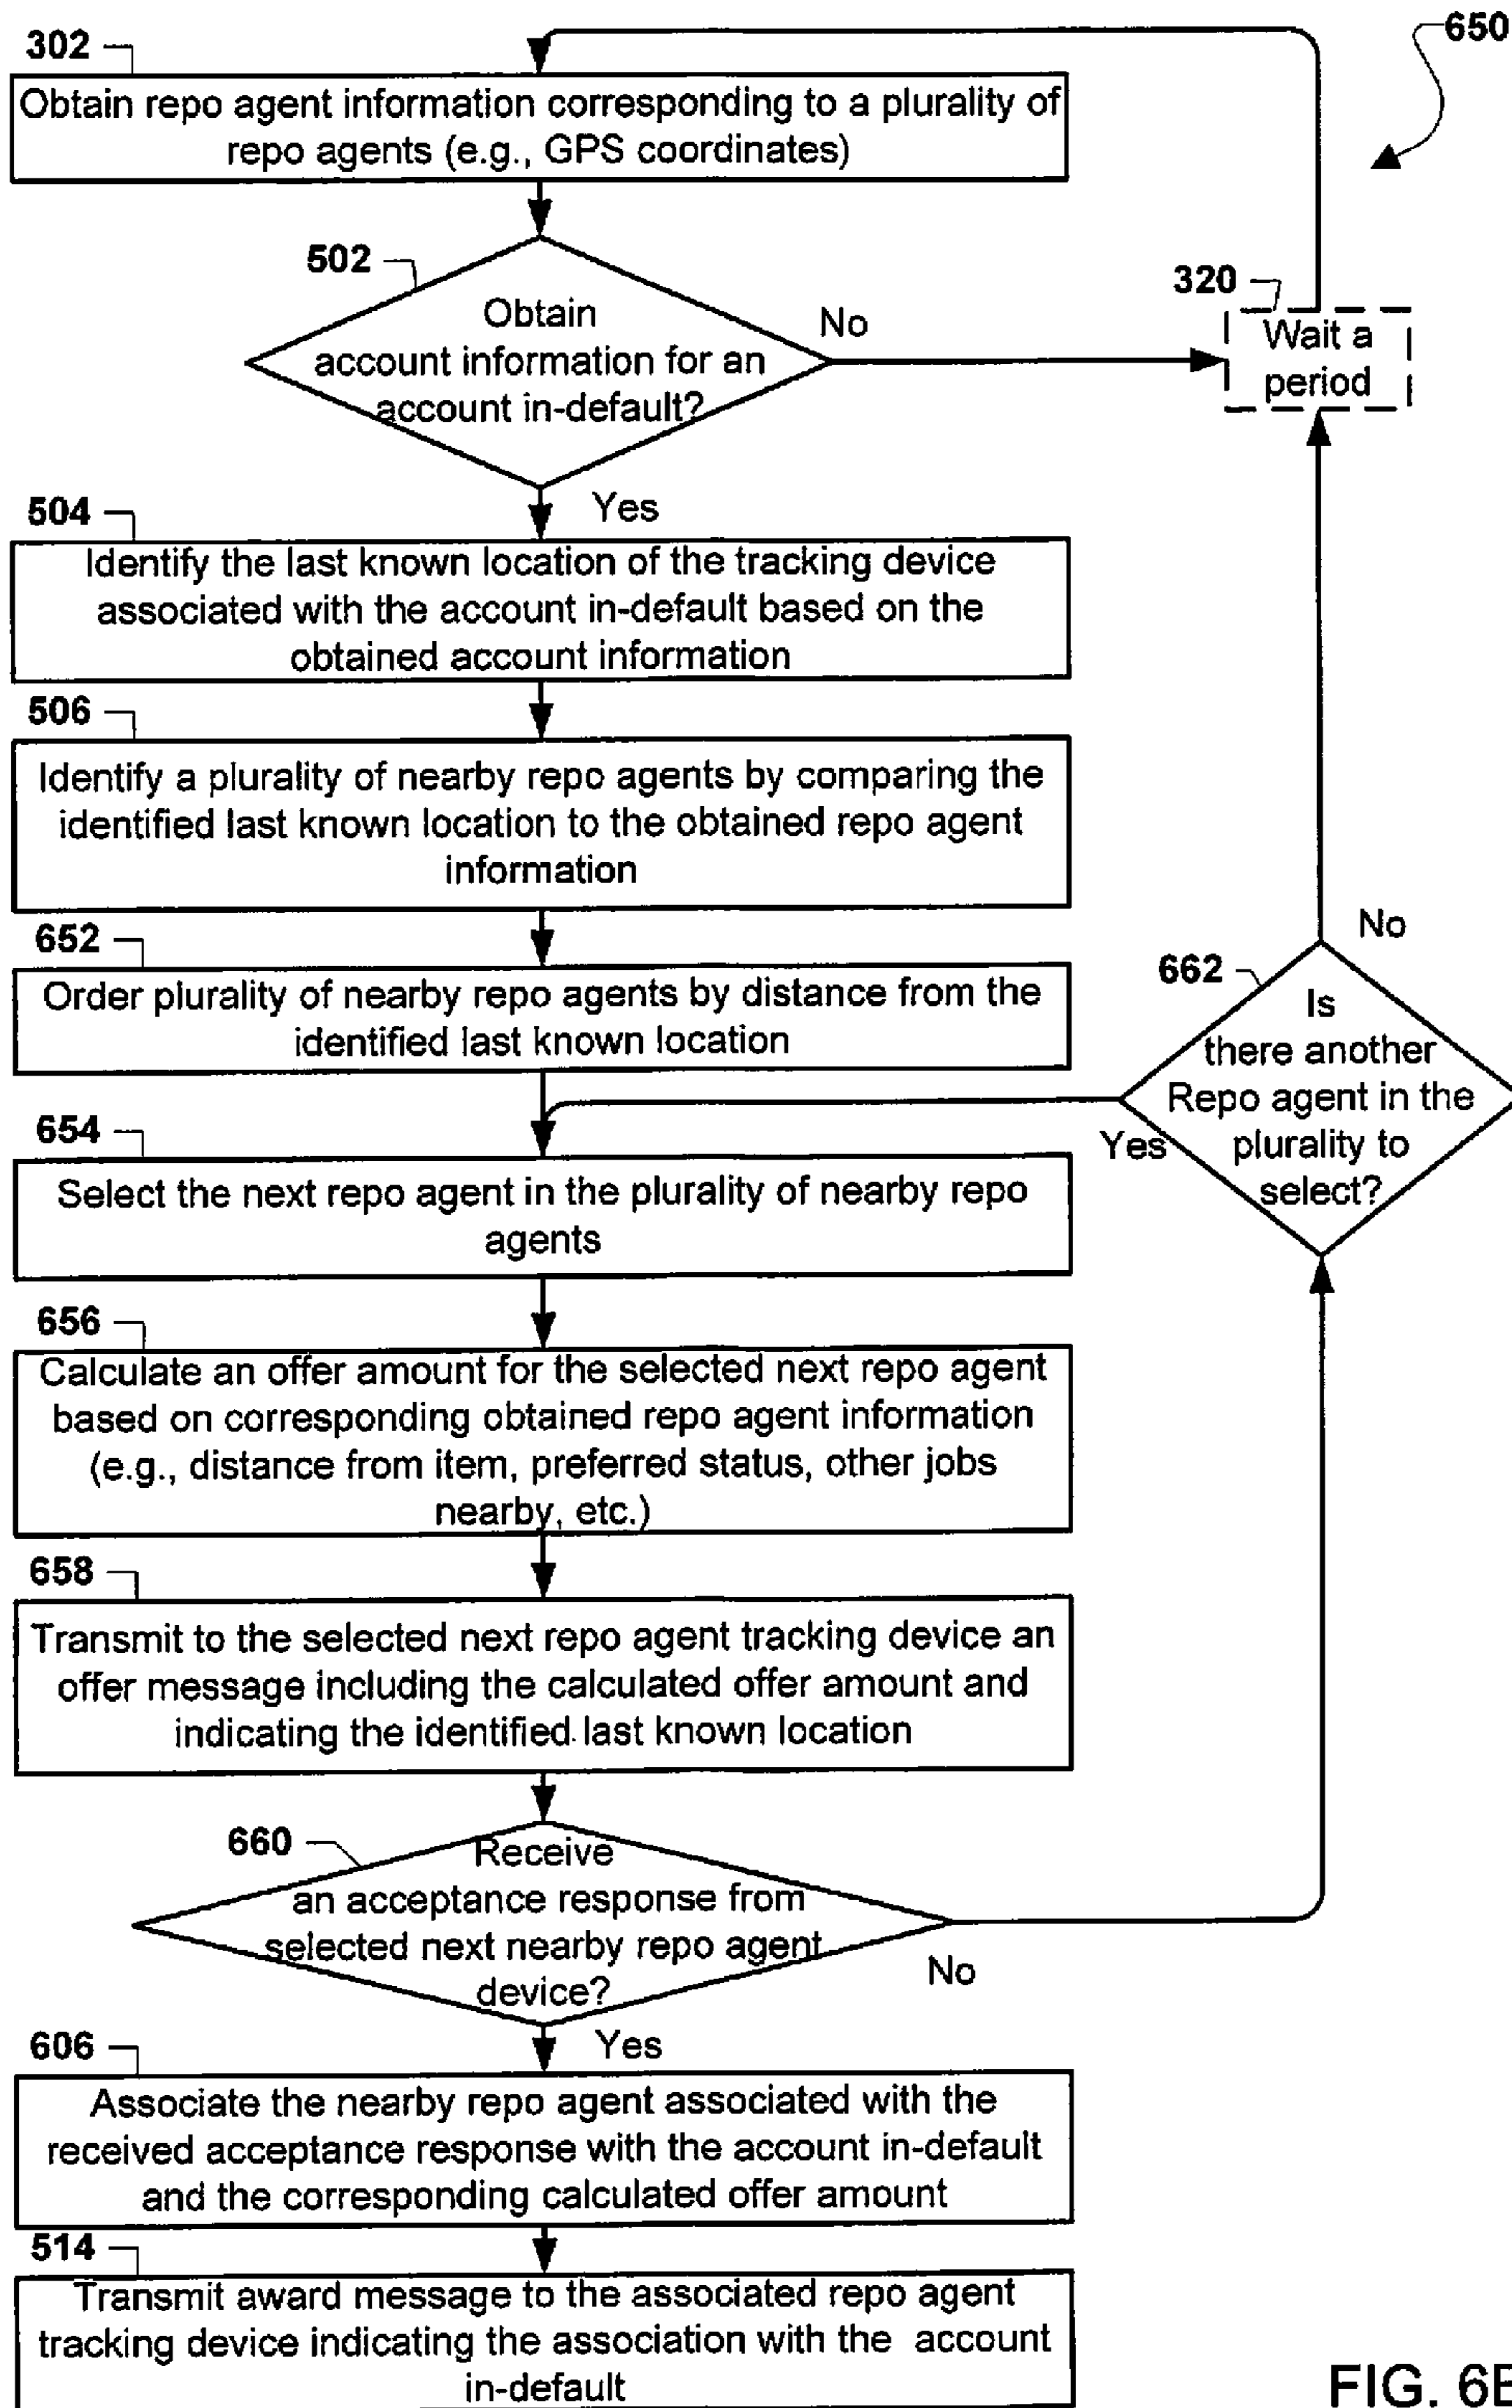 650
302
Obtain repo agent information corresponding to a plurality of
repo agents (e.g., GPS coordinates)
502
Obtain
account information for an
account in-default?
No
320
Wait a
period
Yes
504
Identify the last known location of the tracking device
associated with the account in-default based on the
obtained account information
506
Identify a plurality of nearby repo agents by comparing the
identified last known location to the obtained repo agent
information
652
Order plurality of nearby repo agents by distance from the
identified last known location
No
662
Is
there another
Repo agent in the
plurality to
select?
Yes
654
Select the next repo agent in the plurality of nearby repo
agents
656
Calculate an offer amount for the selected next repo agent
based on corresponding obtained repo agent information
(e.g., distance from item, preferred status, other jobs
nearby, etc.)
658
Transmit to the selected next repo agent tracking device an
offer message including the calculated offer amount and
indicating the identified last known location
660
Receive
an acceptance response from
selected next nearby repo agent
device?
No
Yes
606
Associate the nearby repo agent associated with the
received acceptance response with the account in-default
and the corresponding calculated offer amount
514
Transmit award message to the associated repo agent
tracking device indicating the association with the account
in-default
FIG. 6B